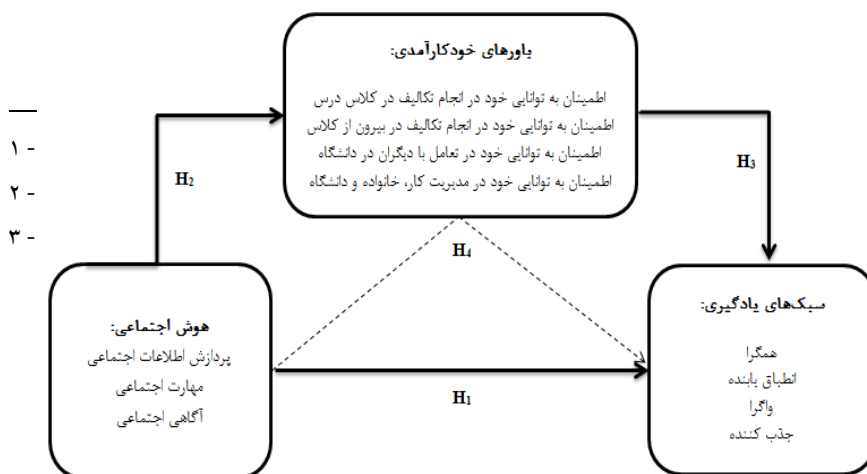 باورهای خودکارآمدی:
اطمینان به توانایی خود در انجام تکالیف در کلاس درس
اطمینان به توانایی خود در انجام تکالیف در بیرون از کلاس
اطمینان به توانایی خود در تعامل با دیگران در دانشگاه
اطمینان به توانایی خود در مدیریت کار، خانواده و دانشگاه
۱ -
۲ -
۳ -
H2
H3
H4
هوش اجتماعی:
پردازش اطلاعات اجتماعی
مهارت اجتماعی
آگاهی اجتماعی
H1
سبک‌های یادگیری:
همگرا
انطباق یابنده
واگرا
جذب کننده